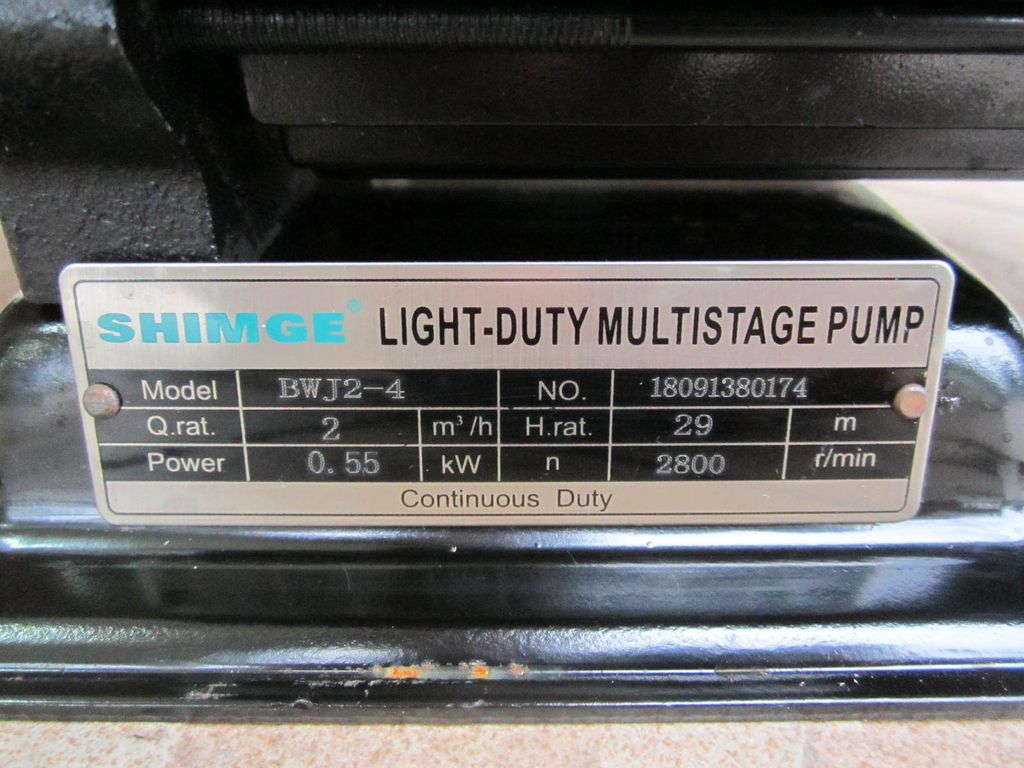 SHIMGE® LIGHT-DUTY MULTISTAGE PUMP
Model BWJ2-4 NO. 18091380174
Q.rat. 2 m³/h H.rat. 29 m
Power 0.55 kW n 2800 r/min
Continuous Duty